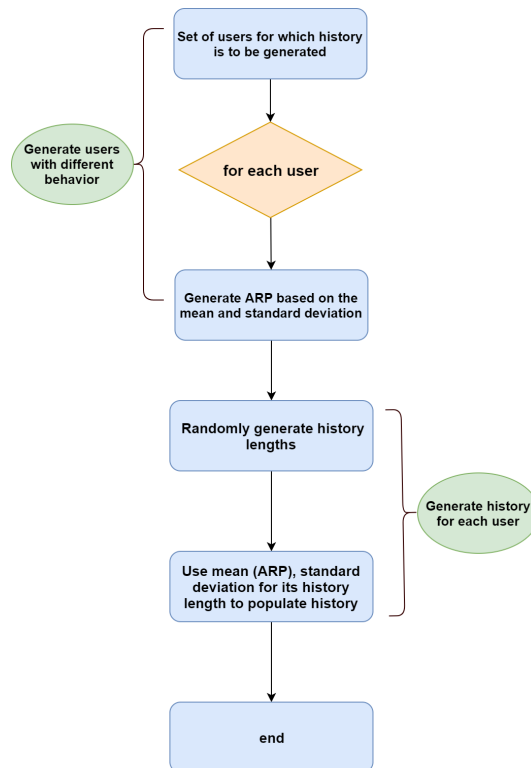 Set of users for which history
is to be generated
Generate users
with different
behavior
for each user
Generate ARP based on the
mean and standard deviation
Randomly generate history
lengths
Generate history
for each user
Use mean (ARP), standard
deviation for its history
length to populate history
end